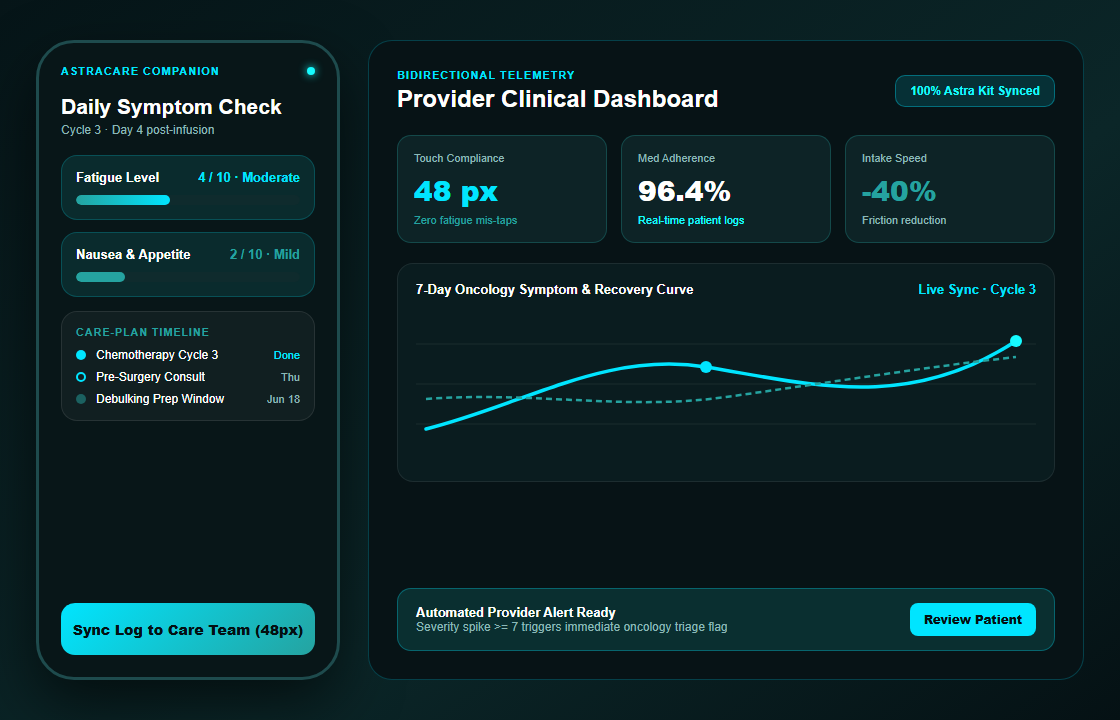 ASTRACARE COMPANION
Daily Symptom Check
Cycle 3 · Day 4 post-infusion
Fatigue Level 4 / 10 · Moderate
Nausea & Appetite 2 / 10 · Mild
CARE-PLAN TIMELINE
Chemotherapy Cycle 3 Done
Pre-Surgery Consult Thu
Debulking Prep Window Jun 18
Sync Log to Care Team (48px)
BIDIRECTIONAL TELEMETRY
Provider Clinical Dashboard
100% Astra Kit Synced
Touch Compliance
48 px
Zero fatigue mis-taps
Med Adherence
96.4%
Real-time patient logs
Intake Speed
-40%
Friction reduction
7-Day Oncology Symptom & Recovery Curve
Live Sync · Cycle 3
Automated Provider Alert Ready
Severity spike >= 7 triggers immediate oncology triage flag
Review Patient